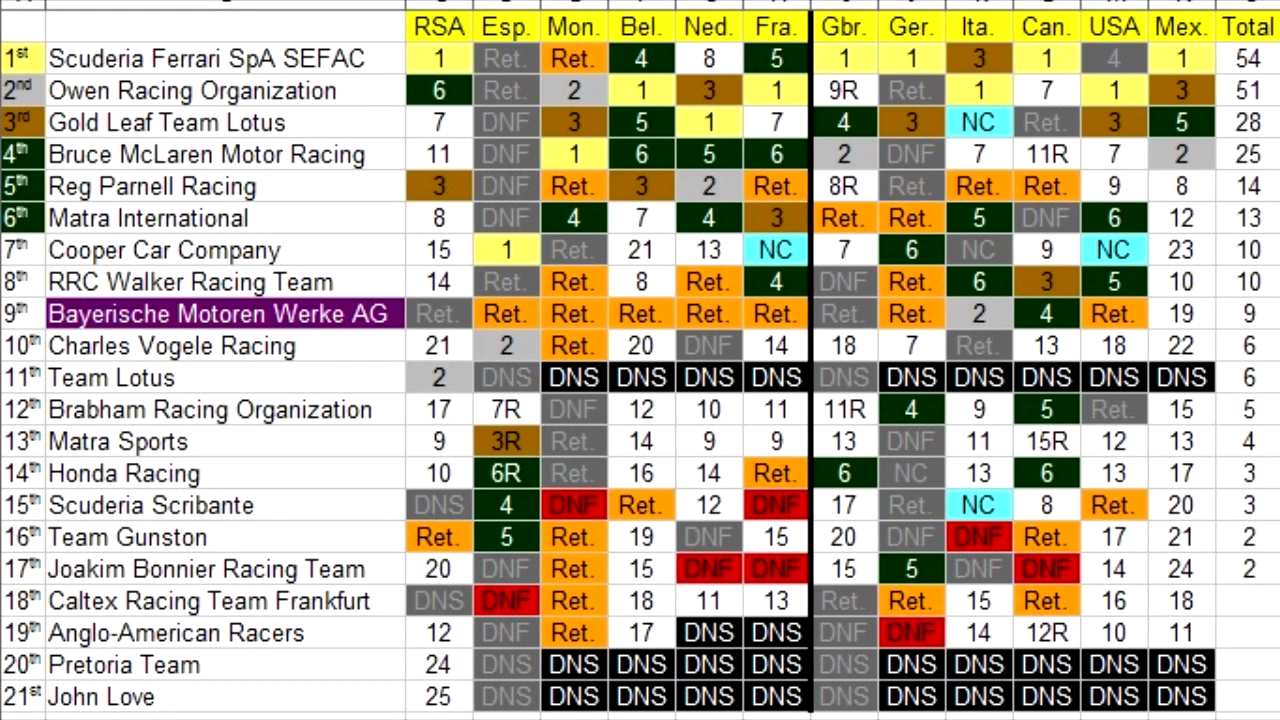 RSA Esp. Mon. Bel. Ned. Fra. Gbr. Ger. Ita. Can. USA Mex. Total
1st Scuderia Ferrari SpA SEFAC 1 Ret. Ret. 4 8 5 1 1 3 1 4 1 54
2nd Owen Racing Organization 6 Ret. 2 1 3 1 9R Ret. 1 7 1 3 51
3rd Gold Leaf Team Lotus 7 DNF 3 5 1 7 4 3 NC Ret. 3 5 28
4th Bruce McLaren Motor Racing 11 DNF 1 6 5 6 2 DNF 7 11R 7 2 25
5th Reg Parnell Racing 3 DNF Ret. 3 2 Ret. 8R Ret. Ret. Ret. 9 8 14
6th Matra International 8 DNF 4 7 4 3 Ret. Ret. 5 DNF 6 12 13
7th Cooper Car Company 15 1 Ret. 21 13 NC 7 6 NC 9 NC 23 10
8th RRC Walker Racing Team 14 Ret. Ret. 8 Ret. 4 DNF Ret. 6 3 5 10 10
9th Bayerische Motoren Werke AG Ret. Ret. Ret. Ret. Ret. Ret. Ret. Ret. 2 4 Ret. 19 9
10th Charles Vogele Racing 21 2 Ret. 20 DNF 14 18 7 Ret. 13 18 22 6
11th Team Lotus 2 DNS DNS DNS DNS DNS DNS DNS DNS DNS DNS DNS 6
12th Brabham Racing Organization 17 7R DNF 12 10 11 11R 4 9 5 Ret. 15 5
13th Matra Sports 9 3R Ret. 14 9 9 13 DNF 11 15R 12 13 4
14th Honda Racing 10 6R Ret. 16 14 Ret. 6 NC 13 6 13 17 3
15th Scuderia Scribante DNS 4 DNF Ret. 12 DNF 17 Ret. NC 8 Ret. 20 3
16th Team Gunston Ret. 5 Ret. 19 DNF 15 20 DNF DNF Ret. 17 21 2
17th Joakim Bonnier Racing Team 20 DNF Ret. 15 DNF DNF 15 5 DNF DNF 14 24 2
18th Caltex Racing Team Frankfurt DNS DNF Ret. 18 11 13 Ret. Ret. 15 Ret. 16 18
19th Anglo-American Racers 12 DNF Ret. 17 DNS DNS DNF DNF 14 12R 10 11
20th Pretoria Team 24 DNS DNS DNS DNS DNS DNS DNS DNS DNS DNS DNS
21st John Love 25 DNS DNS DNS DNS DNS DNS DNS DNS DNS DNS DNS